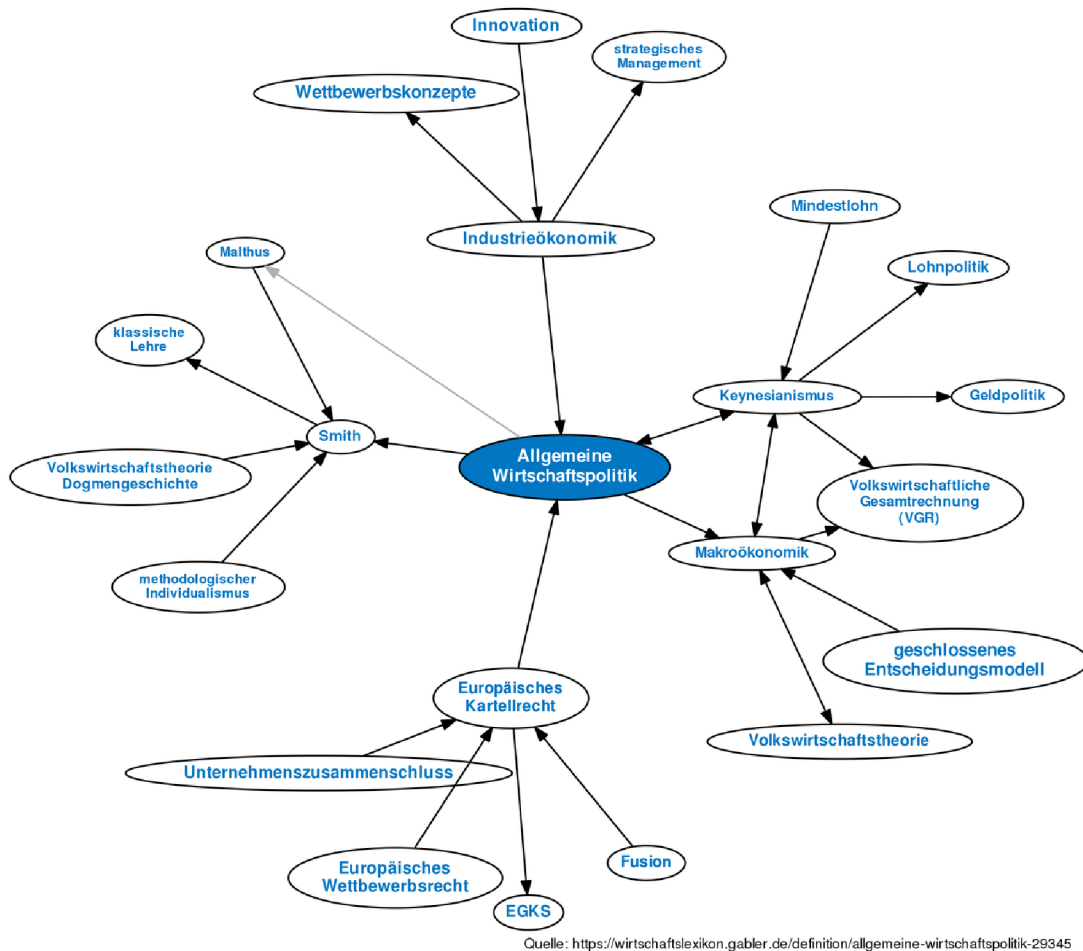 Innovation
strategisches
Management
Wettbewerbskonzepte
Mindestlohn
Industrieökonomik
Malthus
Lohnpolitik
klassische
Lehre
Keynesianismus
Geldpolitik
Smith
Allgemeine
Wirtschaftspolitik
Volkswirtschaftstheorie
Dogmengeschichte
Volkswirtschaftliche
Gesamtrechnung
(VGR)
Makroökonomik
methodologischer
Individualismus
geschlossenes
Entscheidungsmodell
Europäisches
Kartellrecht
Volkswirtschaftstheorie
Unternehmenszusammenschluss
Europäisches
Wettbewerbsrecht
Fusion
EGKS
Quelle: https://wirtschaftslexikon.gabler.de/definition/allgemeine-wirtschaftspolitik-29345